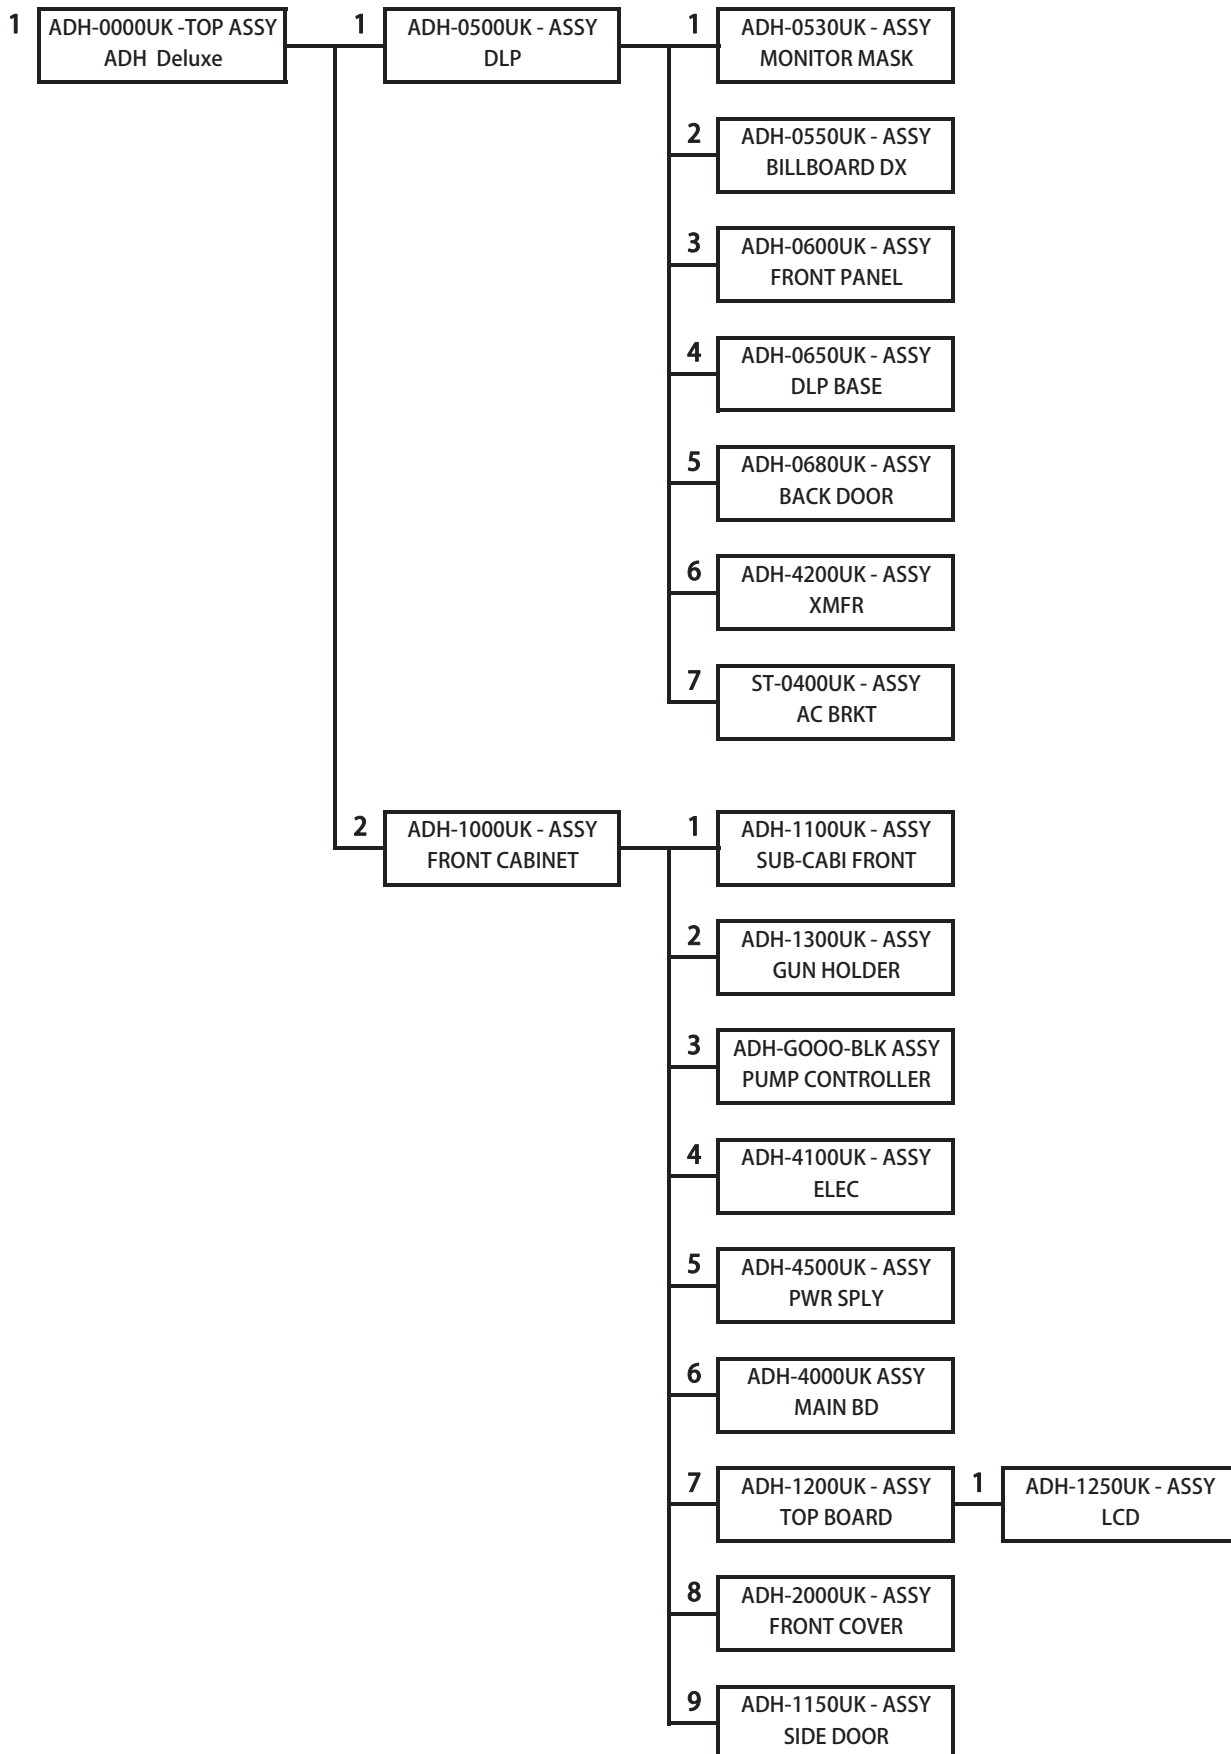 1
ADH-0000UK -TOP ASSY
ADH Deluxe
1
ADH-0500UK - ASSY
DLP
1
ADH-0530UK - ASSY
MONITOR MASK
2
ADH-0550UK - ASSY
BILLBOARD DX
3
ADH-0600UK - ASSY
FRONT PANEL
4
ADH-0650UK - ASSY
DLP BASE
5
ADH-0680UK - ASSY
BACK DOOR
6
ADH-4200UK - ASSY
XMFR
7
ST-0400UK - ASSY
AC BRKT
2
ADH-1000UK - ASSY
FRONT CABINET
1
ADH-1100UK - ASSY
SUB-CABI FRONT
2
ADH-1300UK - ASSY
GUN HOLDER
3
ADH-GOOO-BLK ASSY
PUMP CONTROLLER
4
ADH-4100UK - ASSY
ELEC
5
ADH-4500UK - ASSY
PWR SPLY
6
ADH-4000UK ASSY
MAIN BD
7
ADH-1200UK - ASSY
TOP BOARD
1
ADH-1250UK - ASSY
LCD
8
ADH-2000UK - ASSY
FRONT COVER
9
ADH-1150UK - ASSY
SIDE DOOR